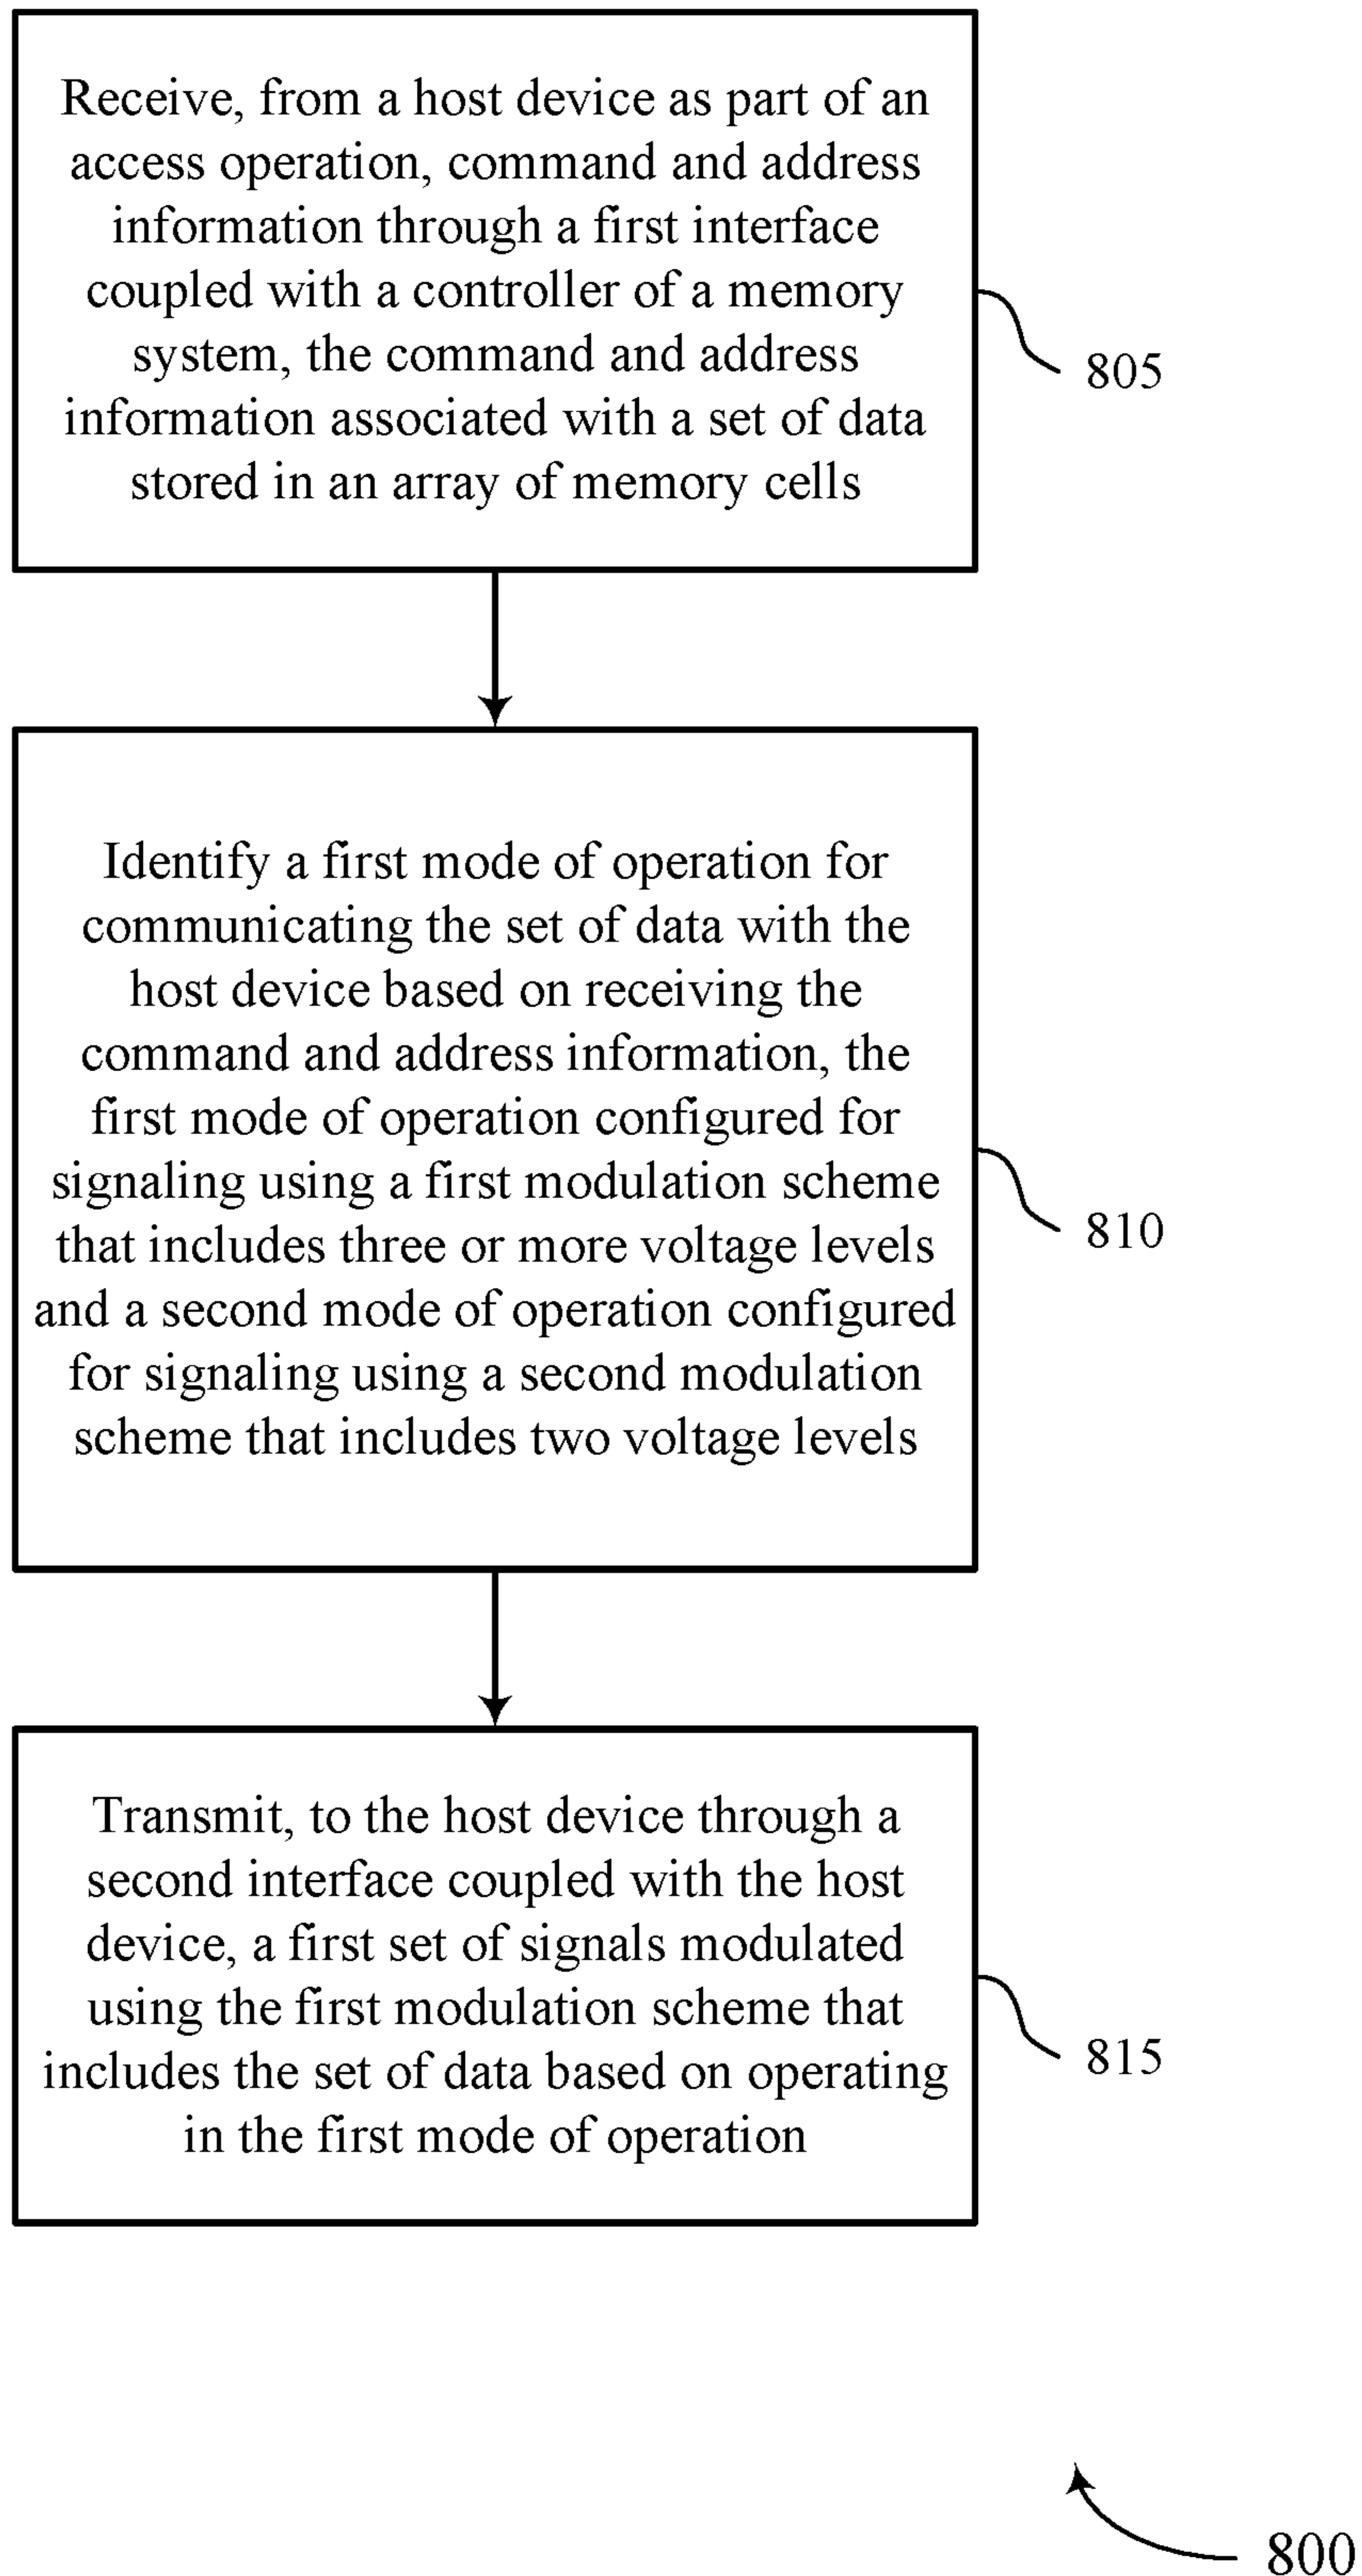 Receive, from a host device as part of an
access operation, command and address
information through a first interface
coupled with a controller of a memory
system, the command and address
information associated with a set of data
stored in an array of memory cells
805
Identify a first mode of operation for
communicating the set of data with the
host device based on receiving the
command and address information, the
first mode of operation configured for
signaling using a first modulation scheme
that includes three or more voltage levels
and a second mode of operation configured
for signaling using a second modulation
scheme that includes two voltage levels
810
Transmit, to the host device through a
second interface coupled with the host
device, a first set of signals modulated
using the first modulation scheme that
includes the set of data based on operating
in the first mode of operation
815
800